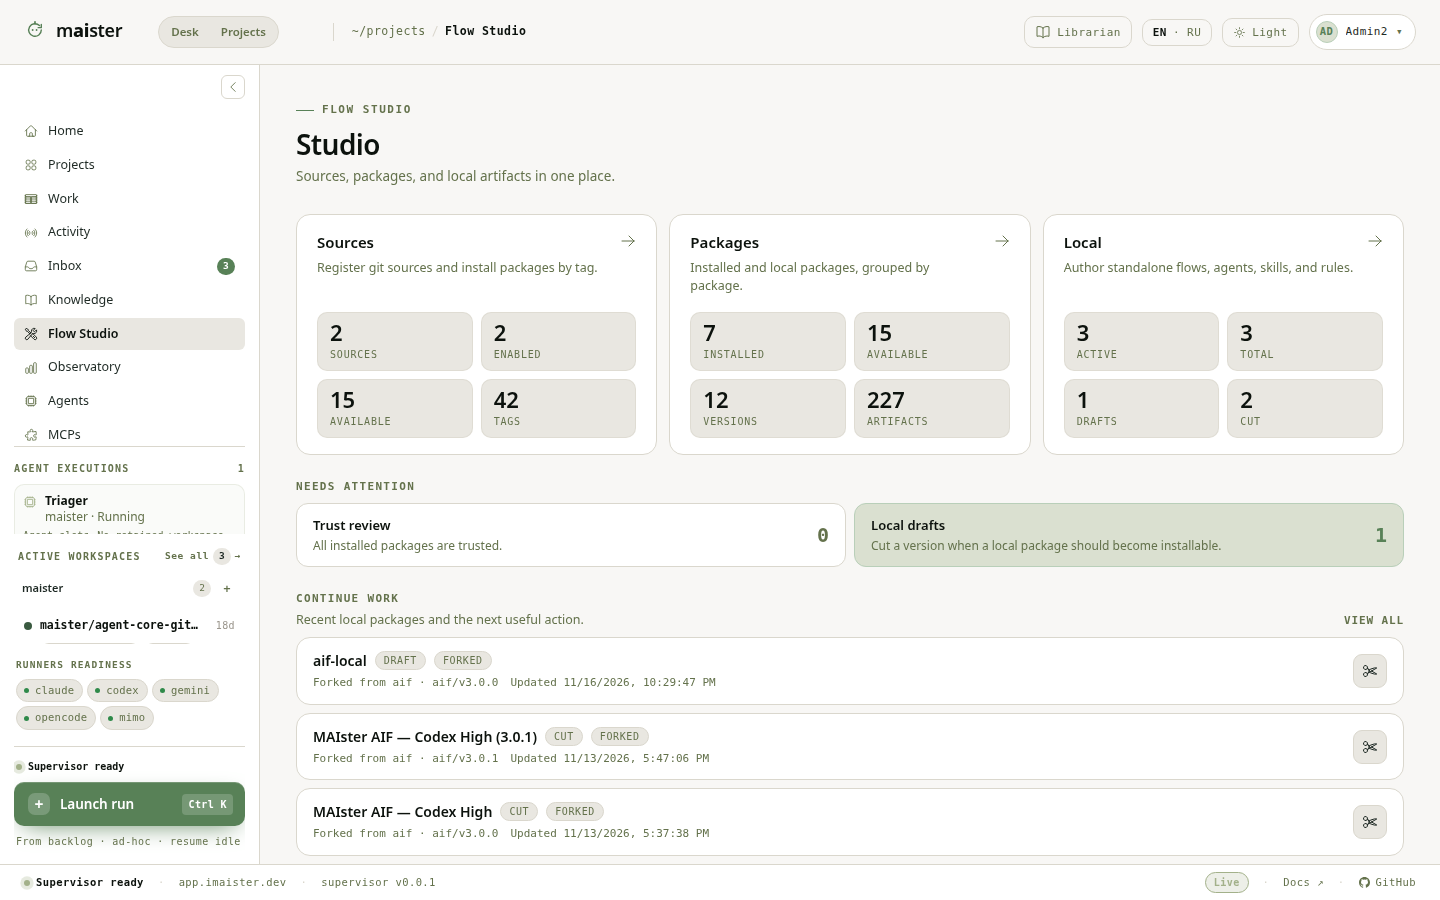 maister
Desk Projects
~/projects / Flow Studio
Librarian
EN · RU
Light
AD Admin2 ▾
Home
Projects
Work
Activity
Inbox 3
Knowledge
Flow Studio
Observatory
Agents
MCPs
AGENT EXECUTIONS 1
Triager
maister · Running
ACTIVE WORKSPACES See all 3 →
maister 2 +
maister/agent-core-git… 18d
RUNNERS READINESS
claude codex gemini
opencode mimo
Supervisor ready
+ Launch run Ctrl K
From backlog · ad-hoc · resume idle
FLOW STUDIO
Studio
Sources, packages, and local artifacts in one place.
Sources →
Register git sources and install packages by tag.
2 SOURCES
2 ENABLED
15 AVAILABLE
42 TAGS
Packages →
Installed and local packages, grouped by
package.
7 INSTALLED
15 AVAILABLE
12 VERSIONS
227 ARTIFACTS
Local →
Author standalone flows, agents, skills, and rules.
3 ACTIVE
3 TOTAL
1 DRAFTS
2 CUT
NEEDS ATTENTION
Trust review
All installed packages are trusted.
0
Local drafts
Cut a version when a local package should become installable.
1
CONTINUE WORK
Recent local packages and the next useful action.
VIEW ALL
aif-local DRAFT FORKED
Forked from aif · aif/v3.0.0 Updated 11/16/2026, 10:29:47 PM
MAIster AIF — Codex High (3.0.1) CUT FORKED
Forked from aif · aif/v3.0.1 Updated 11/13/2026, 5:47:06 PM
MAIster AIF — Codex High CUT FORKED
Forked from aif · aif/v3.0.0 Updated 11/13/2026, 5:37:38 PM
Supervisor ready · app.imaister.dev · supervisor v0.0.1
Live · Docs ↗ · GitHub